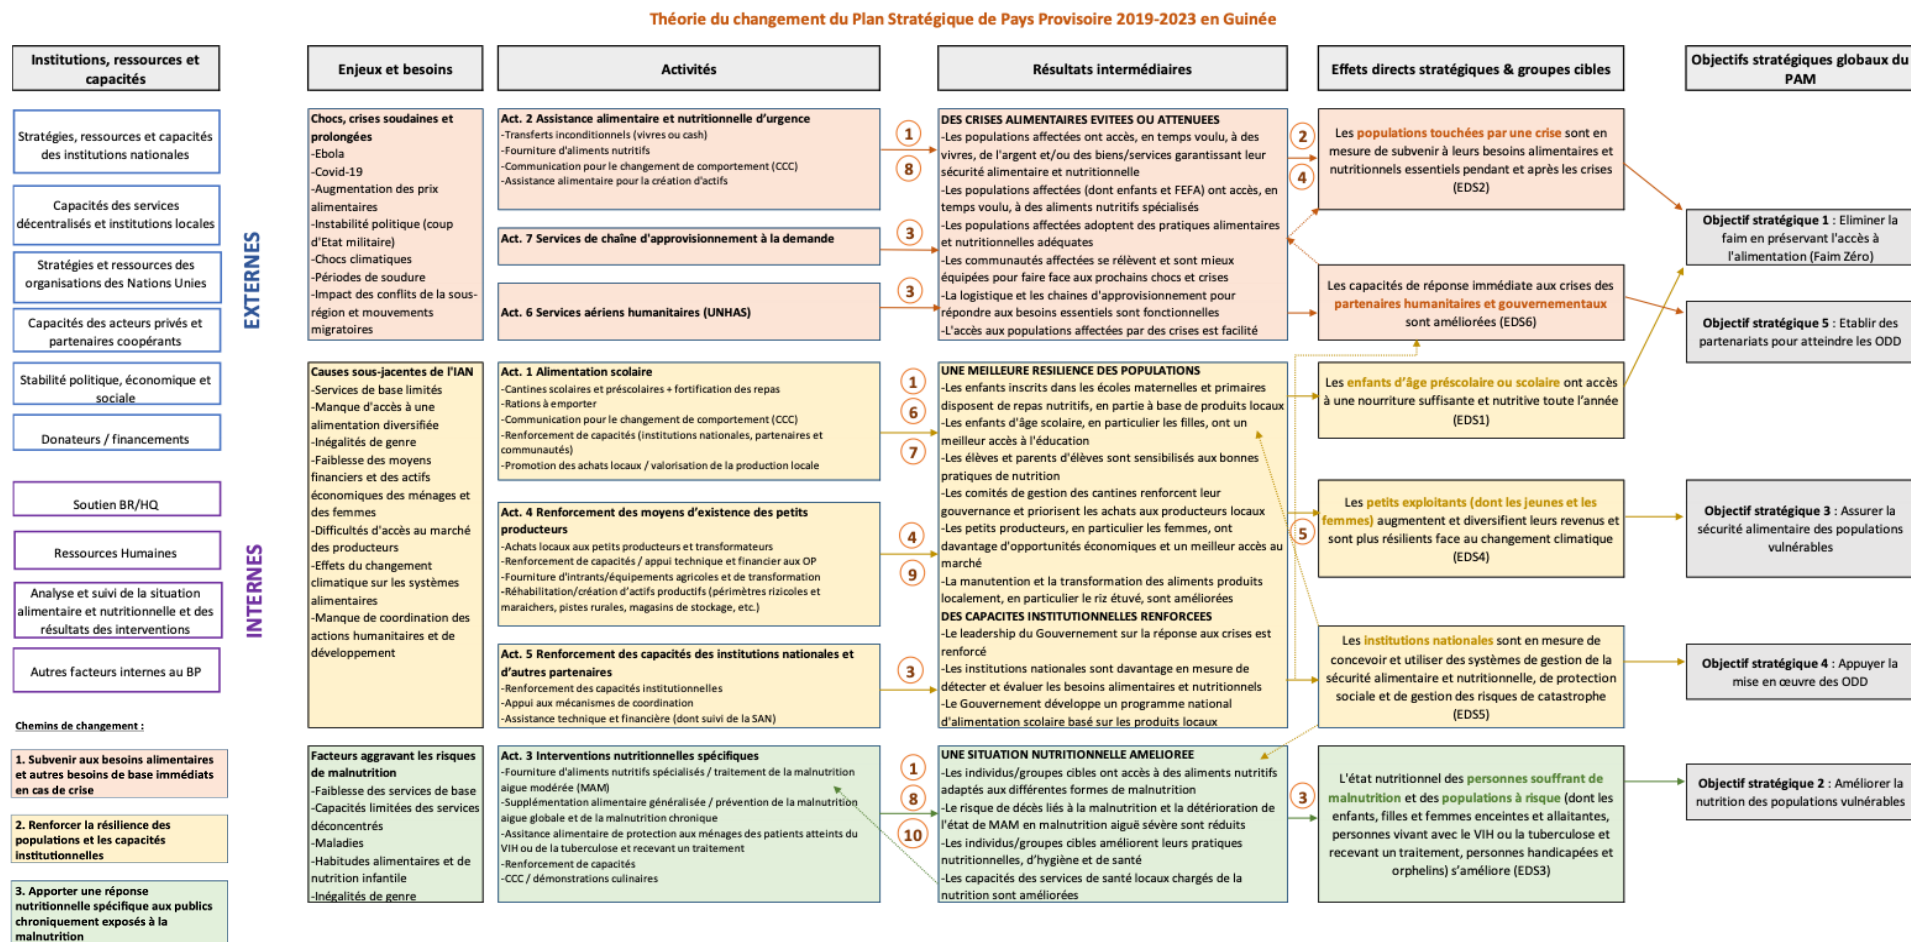 Théorie du changement du Plan Stratégique de Pays Provisoire 2019-2023 en Guinée
Institutions, ressources et
capacités
Enjeux et besoins
Activités
Résultats intermédiaires
Effets directs stratégiques & groupes cibles
Objectifs stratégiques globaux du
PAM
Stratégies, ressources et capacités
des institutions nationales
Capacités des services
décentralisés et institutions locales
Stratégies et ressources des
organisations des Nations Unies
Capacités des acteurs privés et
partenaires coopérants
Stabilité politique, économique et
sociale
Donateurs / financements
EXTERNES
Soutien BR/HQ
Ressources Humaines
Analyse et suivi de la situation
alimentaire et nutritionnelle et des
résultats des interventions
Autres facteurs internes au BP
INTERNES
Chemins de changement :
1. Subvenir aux besoins alimentaires
et autres besoins de base immédiats
en cas de crise
2. Renforcer la résilience des
populations et les capacités
institutionnelles
3. Apporter une réponse
nutritionnelle spécifique aux publics
chroniquement exposés à la
malnutrition
Chocs, crises soudaines et
prolongées
-Ebola
-Covid-19
-Augmentation des prix
alimentaires
-Instabilité politique (coup
d'Etat militaire)
-Chocs climatiques
-Périodes de soudure
-Impact des conflits de la sous-
région et mouvements
migratoires
Act. 2 Assistance alimentaire et nutritionnelle d'urgence
-Transferts inconditionnels (vivres ou cash)
-Fourniture d'aliments nutritifs
-Communication pour le changement de comportement (CCC)
-Assistance alimentaire pour la création d'actifs
Act. 7 Services de chaîne d'approvisionnement à la demande
Act. 6 Services aériens humanitaires (UNHAS)
1
8
3
3
DES CRISES ALIMENTAIRES EVITEES OU ATTENUEES
-Les populations affectées ont accès, en temps voulu, à des
vivres, de l'argent et/ou des biens/services garantissant leur
sécurité alimentaire et nutritionnelle
-Les populations affectées (dont enfants et FEFA) ont accès, en
temps voulu, à des aliments nutritifs spécialisés
-Les populations affectées adoptent des pratiques alimentaires
et nutritionnelles adéquates
-Les communautés affectées se relèvent et sont mieux
équipées pour faire face aux prochains chocs et crises
-La logistique et les chaines d'approvisionnement pour
répondre aux besoins essentiels sont fonctionnelles
-L'accès aux populations affectées par des crises est facilité
2
4
Les populations touchées par une crise sont en
mesure de subvenir à leurs besoins alimentaires et
nutritionnels essentiels pendant et après les crises
(EDS2)
Les capacités de réponse immédiate aux crises des
partenaires humanitaires et gouvernementaux
sont améliorées (EDS6)
Objectif stratégique 1 : Eliminer la
faim en préservant l'accès à
l'alimentation (Faim Zéro)
Objectif stratégique 5 : Etablir des
partenariats pour atteindre les ODD
Causes sous-jacentes de l'IAN
-Services de base limités
-Manque d'accès à une
alimentation diversifiée
-Inégalités de genre
-Faiblesse des moyens
financiers et des actifs
économiques des ménages et
des femmes
-Difficultés d'accès au marché
des producteurs
-Effets du changement
climatique sur les systèmes
alimentaires
-Manque de coordination des
actions humanitaires et de
développement
Act. 1 Alimentation scolaire
-Cantines scolaires et préscolaires + fortification des repas
-Rations à emporter
-Communication pour le changement de comportement (CCC)
-Renforcement de capacités (institutions nationales, partenaires et
communautés)
-Promotion des achats locaux / valorisation de la production locale
Act. 4 Renforcement des moyens d'existence des petits
producteurs
-Achats locaux aux petits producteurs et transformateurs
-Renforcement de capacités / appui technique et financier aux OP
-Fourniture d'intrants/équipements agricoles et de transformation
-Réhabilitation/création d'actifs productifs (périmètres rizicoles et
maraichers, pistes rurales, magasins de stockage, etc.)
Act. 5 Renforcement des capacités des institutions nationales et
d'autres partenaires
-Renforcement des capacités institutionnelles
-Appui aux mécanismes de coordination
-Assistance technique et financière (dont suivi de la SAN)
1
6
7
4
9
3
UNE MEILLEURE RESILIENCE DES POPULATIONS
-Les enfants inscrits dans les écoles maternelles et primaires
disposent de repas nutritifs, en partie à base de produits locaux
-Les enfants d'âge scolaire, en particulier les filles, ont un
meilleur accès à l'éducation
-Les élèves et parents d'élèves sont sensibilisés aux bonnes
pratiques de nutrition
-Les comités de gestion des cantines renforcent leur
gouvernance et priorisent les achats aux producteurs locaux
-Les petits producteurs, en particulier les femmes, ont
davantage d'opportunités économiques et un meilleur accès au
marché
-La manutention et la transformation des aliments produits
localement, en particulier le riz étuvé, sont améliorées
DES CAPACITES INSTITUTIONNELLES RENFORCEES
-Le leadership du Gouvernement sur la réponse aux crises est
renforcé
-Les institutions nationales sont davantage en mesure de
détecter et évaluer les besoins alimentaires et nutritionnels
-Le Gouvernement développe un programme national
d'alimentation scolaire basé sur les produits locaux
5
Les enfants d'âge préscolaire ou scolaire ont accès
à une nourriture suffisante et nutritive toute l'année
(EDS1)
Les petits exploitants (dont les jeunes et les
femmes) augmentent et diversifient leurs revenus et
sont plus résilients face au changement climatique
(EDS4)
Les institutions nationales sont en mesure de
concevoir et utiliser des systèmes de gestion de la
sécurité alimentaire et nutritionnelle, de protection
sociale et de gestion des risques de catastrophe
(EDS5)
Objectif stratégique 3 : Assurer la
sécurité alimentaire des populations
vulnérables
Objectif stratégique 4 : Appuyer la
mise en œuvre des ODD
Facteurs aggravant les risques
de malnutrition
-Faiblesse des services de base
-Capacités limitées des services
déconcentrés
-Maladies
-Habitudes alimentaires et de
nutrition infantile
-Inégalités de genre
Act. 3 Interventions nutritionnelles spécifiques
-Fourniture d'aliments nutritifs spécialisés / traitement de la malnutrition
aigue modérée (MAM)
-Supplémentation alimentaire généralisée / prévention de la malnutrition
aigue globale et de la malnutrition chronique
-Assitance alimentaire de protection aux ménages des patients atteints du
VIH ou de la tuberculose et recevant un traitement
-Renforcement de capacités
-CCC / démonstrations culinaires
1
8
10
UNE SITUATION NUTRITIONNELLE AMELIOREE
-Les individus/groupes cibles ont accès à des aliments nutritifs
adaptés aux différentes formes de malnutrition
-Le risque de décès liés à la malnutrition et la détérioration de
l'état de MAM en malnutrition aiguë sévère sont réduits
-Les individus/groupes cibles améliorent leurs pratiques
nutritionnelles, d'hygiène et de santé
-Les capacités des services de santé locaux chargés de la
nutrition sont améliorées
3
L'état nutritionnel des personnes souffrant de
malnutrition et des populations à risque (dont les
enfants, filles et femmes enceintes et allaitantes,
personnes vivant avec le VIH ou la tuberculose et
recevant un traitement, personnes handicapées et
orphelins) s'améliore (EDS3)
Objectif stratégique 2 : Améliorer la
nutrition des populations vulnérables